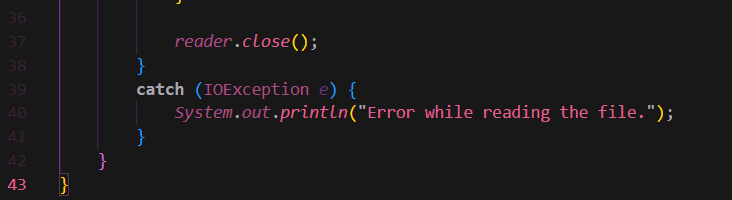 }
36
37 reader.close();
38 }
39 catch (IOException e) {
40 System.out.println("Error while reading the file.");
41 }
42 }
43 }